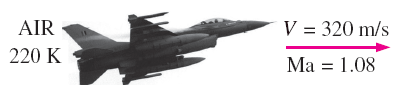 AIR
220 K
V = 320 m/s
Ma = 1.08